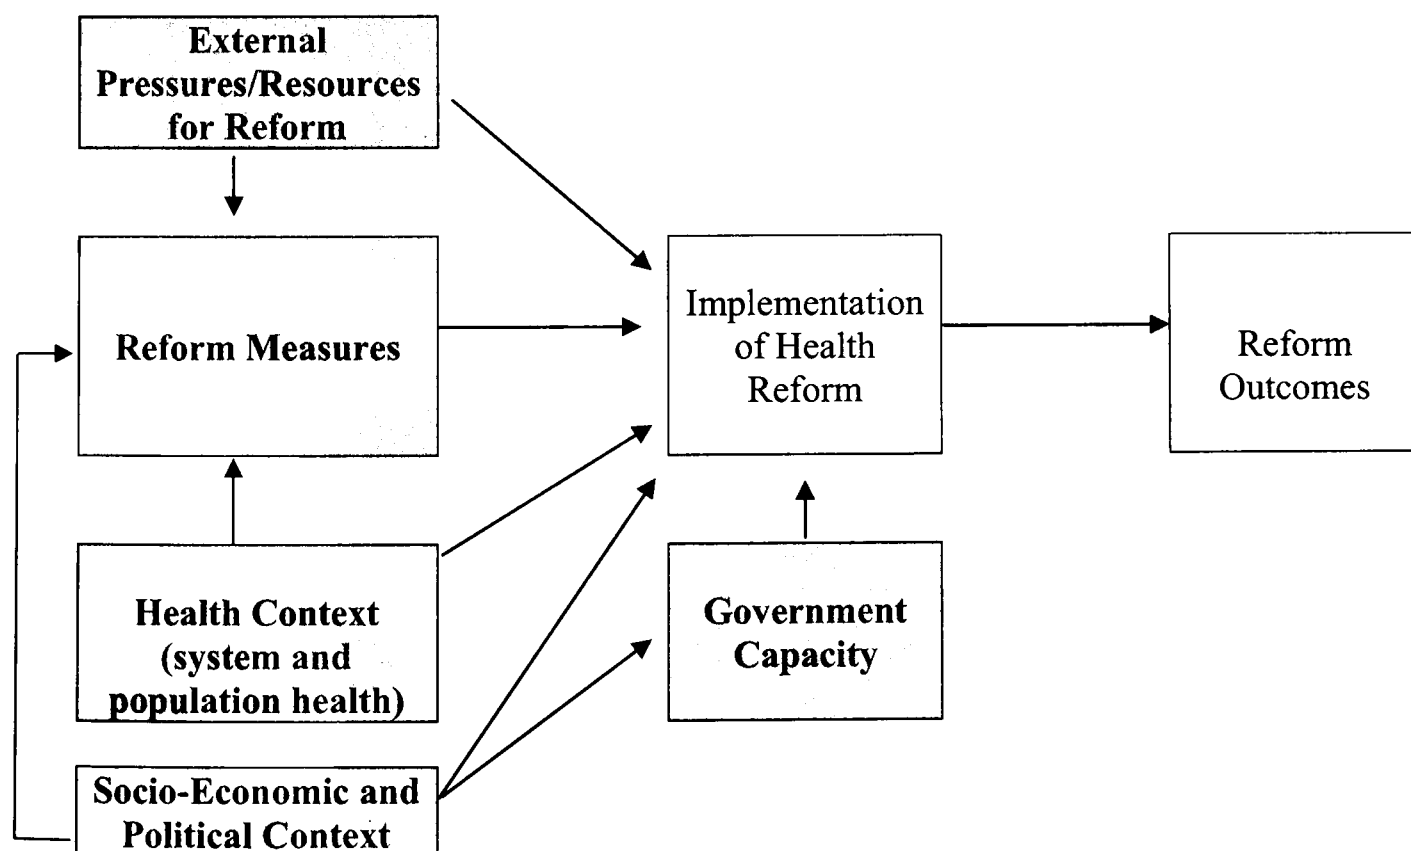 External
Pressures/Resources
for Reform
Reform Measures
Implementation
of Health
Reform
Reform
Outcomes
Health Context
(system and
population health)
Government
Capacity
Socio-Economic and
Political Context